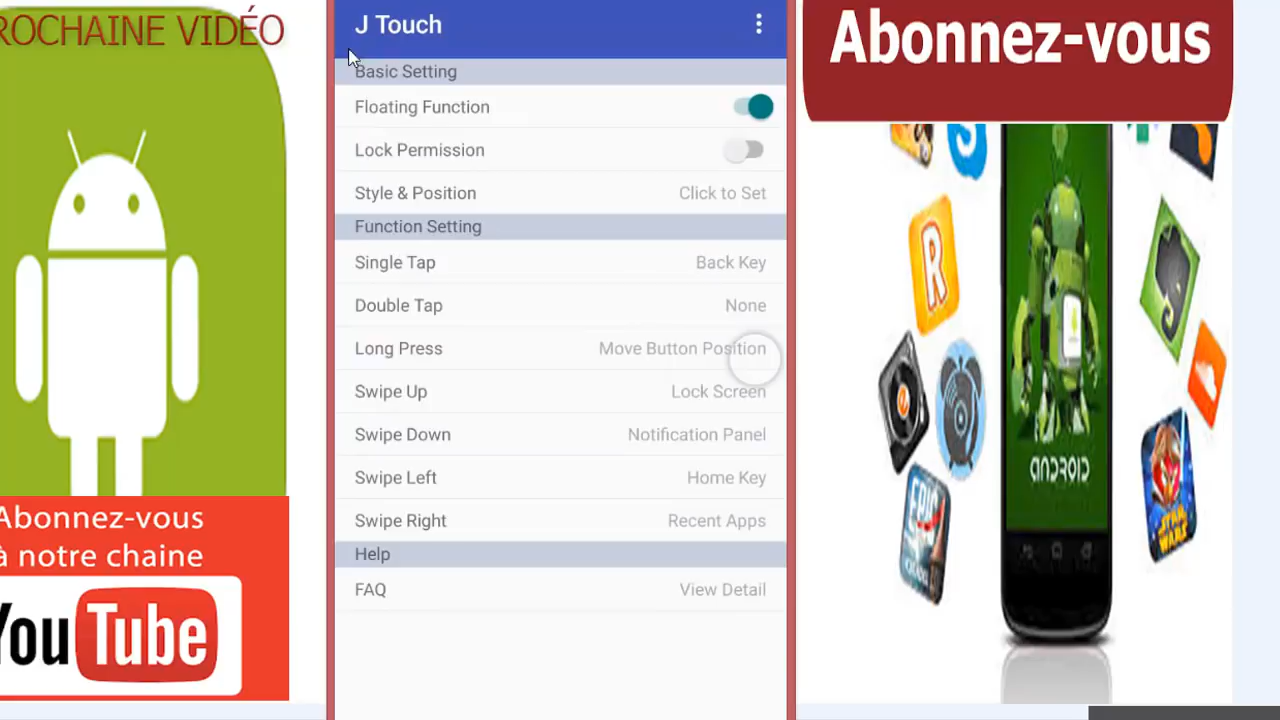 ROCHAINE VIDÉO
Abonnez-vous
à notre chaine
You Tube
J Touch
Basic Setting
Floating Function
Lock Permission
Style & Position Click to Set
Function Setting
Single Tap Back Key
Double Tap None
Long Press Move Button Position
Swipe Up Lock Screen
Swipe Down Notification Panel
Swipe Left Home Key
Swipe Right Recent Apps
Help
FAQ View Detail
Abonnez-vous
R
S
ANDROID
EPIC
STAR
WARS